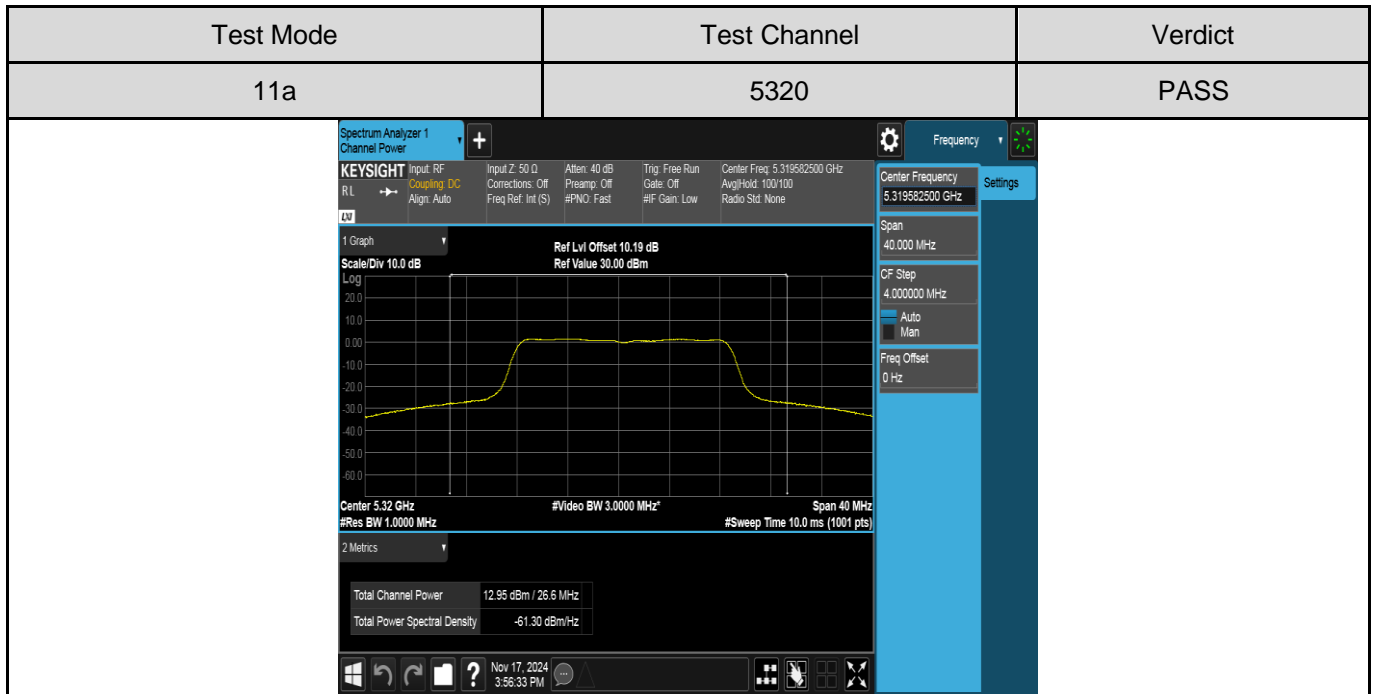 Test Mode Test Channel Verdict
11a 5320 PASS
Spectrum Analyzer 1
Channel Power
+
Frequency
KEYSIGHT Input: RF Input Z: 50 Ω Atten: 40 dB Trig: Free Run Center Freq: 5.319582500 GHz
R L Coupling: DC Corrections: Off Preamp: Off Gate: Off Avg|Hold: 100/100
Align: Auto Freq Ref: Int (S) #PNO: Fast #IF Gain: Low Radio Std: None
LXI
Center Frequency
5.319582500 GHz
Settings
Span
40.000 MHz
CF Step
4.000000 MHz
Auto
Man
Freq Offset
0 Hz
1 Graph
Ref Lvl Offset 10.19 dB
Scale/Div 10.0 dB Ref Value 30.00 dBm
Log
20.0
10.0
0.00
-10.0
-20.0
-30.0
-40.0
-50.0
-60.0
Center 5.32 GHz #Video BW 3.0000 MHz* Span 40 MHz
#Res BW 1.0000 MHz #Sweep Time 10.0 ms (1001 pts)
2 Metrics
Total Channel Power 12.95 dBm / 26.6 MHz
Total Power Spectral Density -61.30 dBm/Hz
? Nov 17, 2024
3:56:33 PM